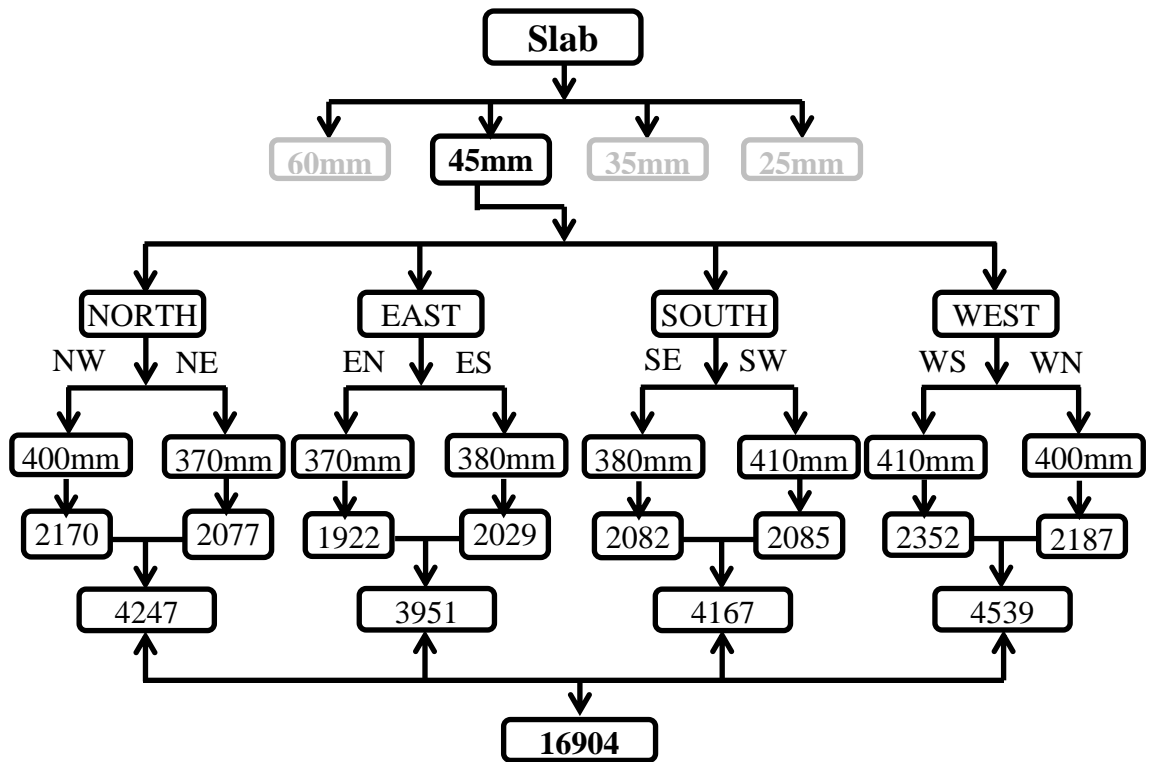 Slab
60mm
45mm
35mm
25mm
NORTH
EAST
SOUTH
WEST
NW
NE
EN
ES
SE
SW
WS
WN
400mm
370mm
370mm
380mm
380mm
410mm
410mm
400mm
2170
2077
1922
2029
2082
2085
2352
2187
4247
3951
4167
4539
16904